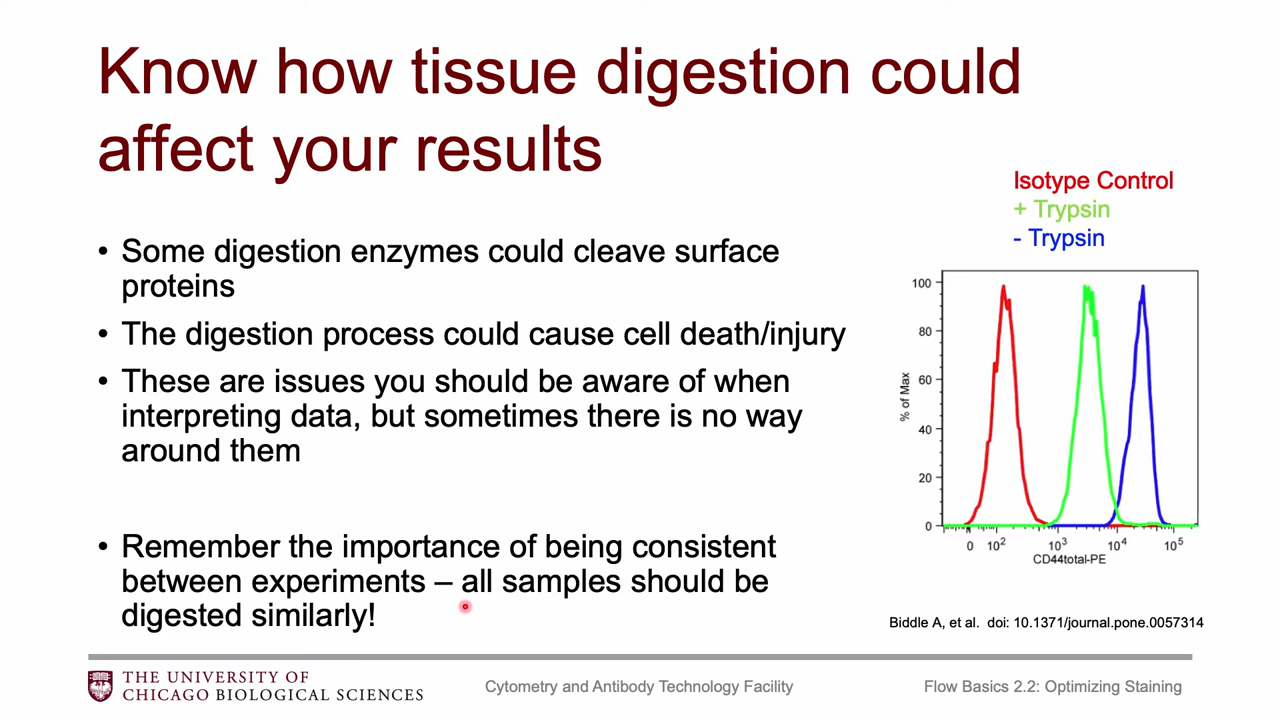 Know how tissue digestion could
affect your results
Isotype Control
+ Trypsin
- Trypsin
• Some digestion enzymes could cleave surface
proteins
• The digestion process could cause cell death/injury
• These are issues you should be aware of when
interpreting data, but sometimes there is no way
around them
• Remember the importance of being consistent
between experiments – all samples should be
digested similarly!
% of Max
100
80
60
40
20
0
0 10² 10³ 10⁴ 10⁵
CD44total-PE
Biddle A, et al. doi: 10.1371/journal.pone.0057314
THE UNIVERSITY OF
CHICAGO BIOLOGICAL SCIENCES
Cytometry and Antibody Technology Facility
Flow Basics 2.2: Optimizing Staining